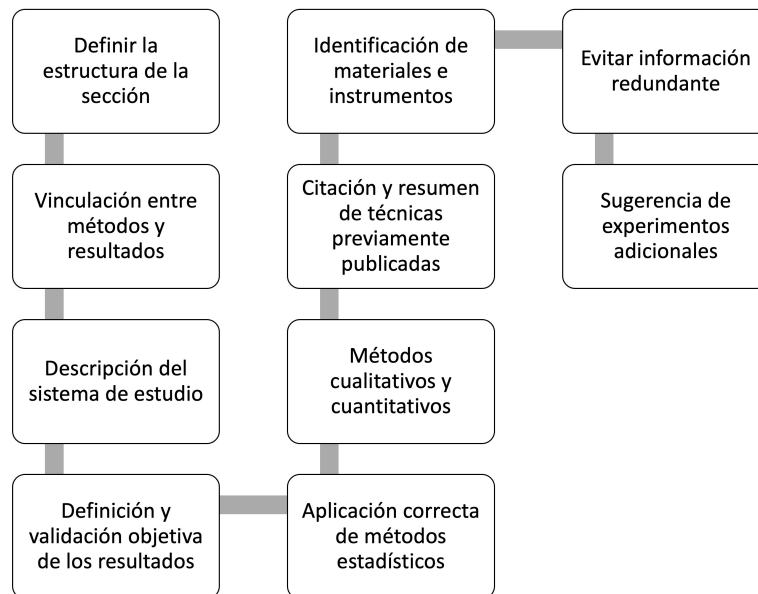 Definir la
estructura de la
sección
Vinculación entre
métodos y
resultados
Descripción del
sistema de estudio
Definición y
validación objetiva
de los resultados
Aplicación correcta
de métodos
estadísticos
Métodos
cualitativos y
cuantitativos
Citación y resumen
de técnicas
previamente
publicadas
Identificación de
materiales e
instrumentos
Evitar información
redundante
Sugerencia de
experimentos
adicionales